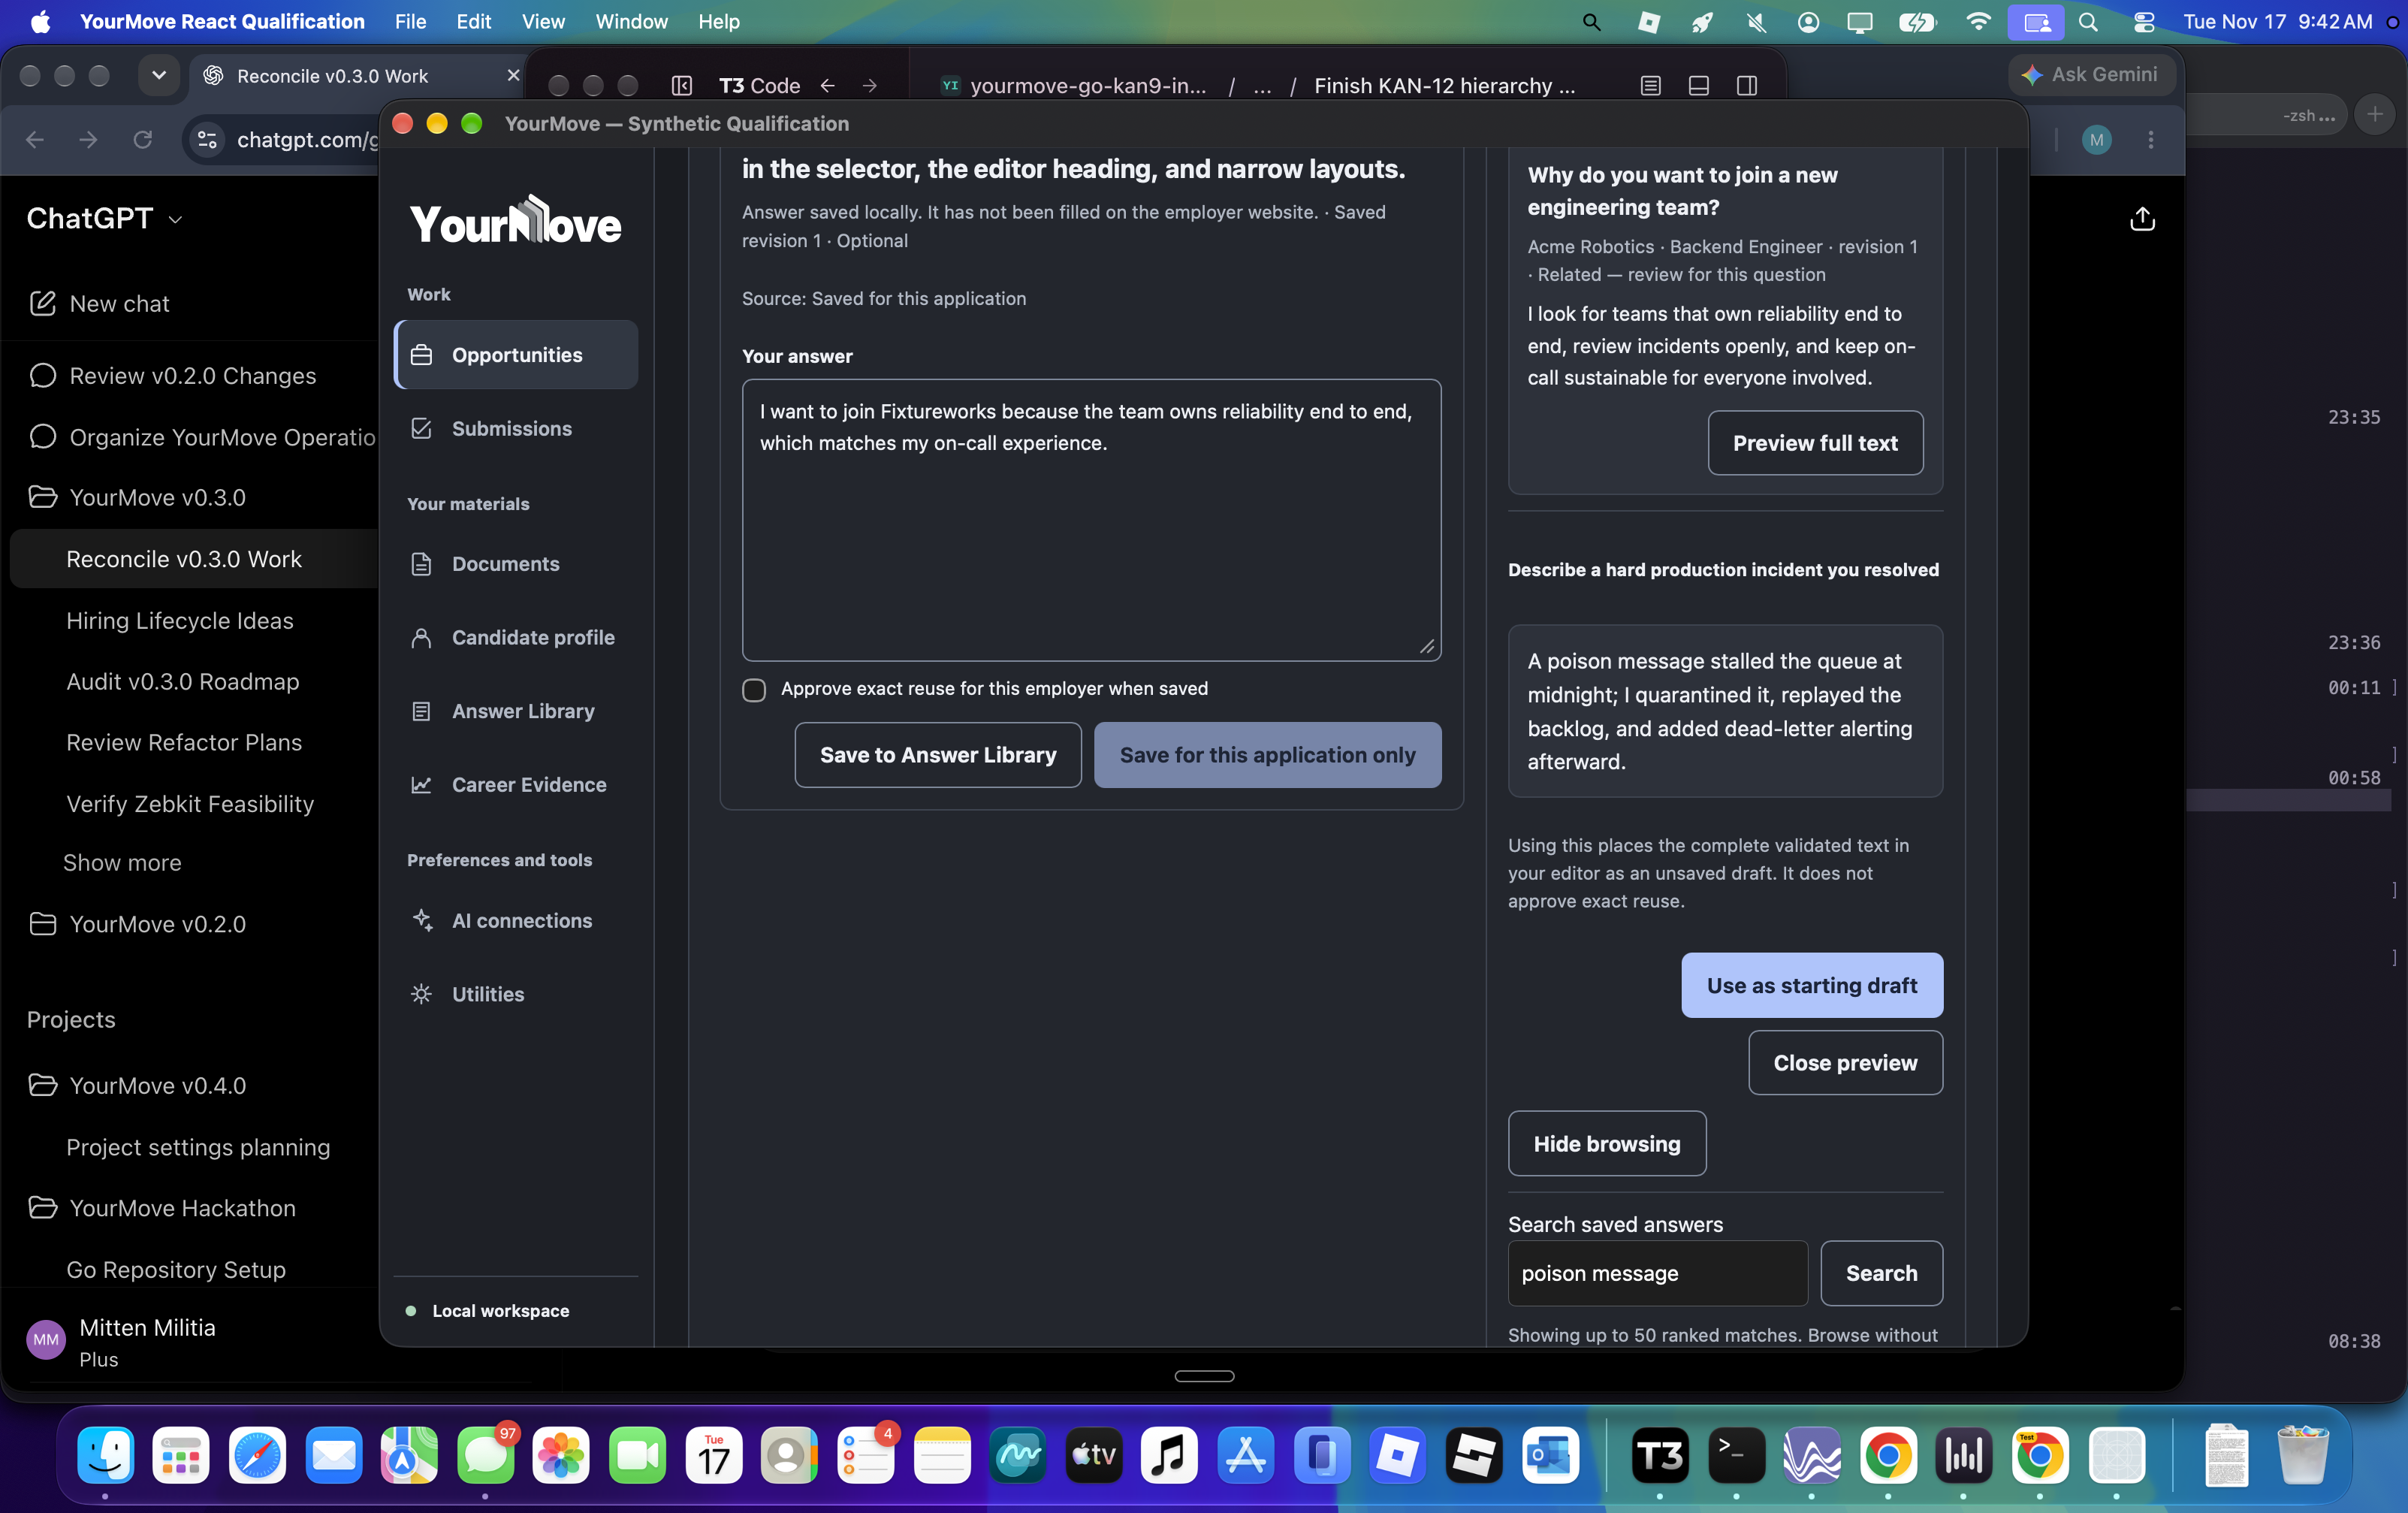 YourMove React Qualification File Edit View Window Help Tue Nov 17 9:42 AM
Reconcile v0.3.0 Work
T3 Code
YI yourmove-go-kan9-in... / ... / Finish KAN-12 hierarchy ...
Ask Gemini
chatgpt.com/g
M
-zsh ...
YourMove — Synthetic Qualification
ChatGPT
New chat
Review v0.2.0 Changes
Organize YourMove Operatio
YourMove v0.3.0
Reconcile v0.3.0 Work
Hiring Lifecycle Ideas
Audit v0.3.0 Roadmap
Review Refactor Plans
Verify Zebkit Feasibility
Show more
YourMove v0.2.0
Projects
YourMove v0.4.0
Project settings planning
YourMove Hackathon
Go Repository Setup
MM
Mitten Militia
Plus
YourMove
Work
Opportunities
Submissions
Your materials
Documents
Candidate profile
Answer Library
Career Evidence
Preferences and tools
AI connections
Utilities
Local workspace
in the selector, the editor heading, and narrow layouts.
Answer saved locally. It has not been filled on the employer website. · Saved
revision 1 · Optional
Source: Saved for this application
Your answer
I want to join Fixtureworks because the team owns reliability end to end,
which matches my on-call experience.
Approve exact reuse for this employer when saved
Save to Answer Library
Save for this application only
Why do you want to join a new
engineering team?
Acme Robotics · Backend Engineer · revision 1
· Related — review for this question
I look for teams that own reliability end to
end, review incidents openly, and keep on-
call sustainable for everyone involved.
Preview full text
Describe a hard production incident you resolved
A poison message stalled the queue at
midnight; I quarantined it, replayed the
backlog, and added dead-letter alerting
afterward.
Using this places the complete validated text in
your editor as an unsaved draft. It does not
approve exact reuse.
Use as starting draft
Close preview
Hide browsing
Search saved answers
poison message
Search
Showing up to 50 ranked matches. Browse without
23:35
23:36
00:11 ]
]
00:58
]
]
08:38
97
Tue
17
4
tv
T3
>_
Test